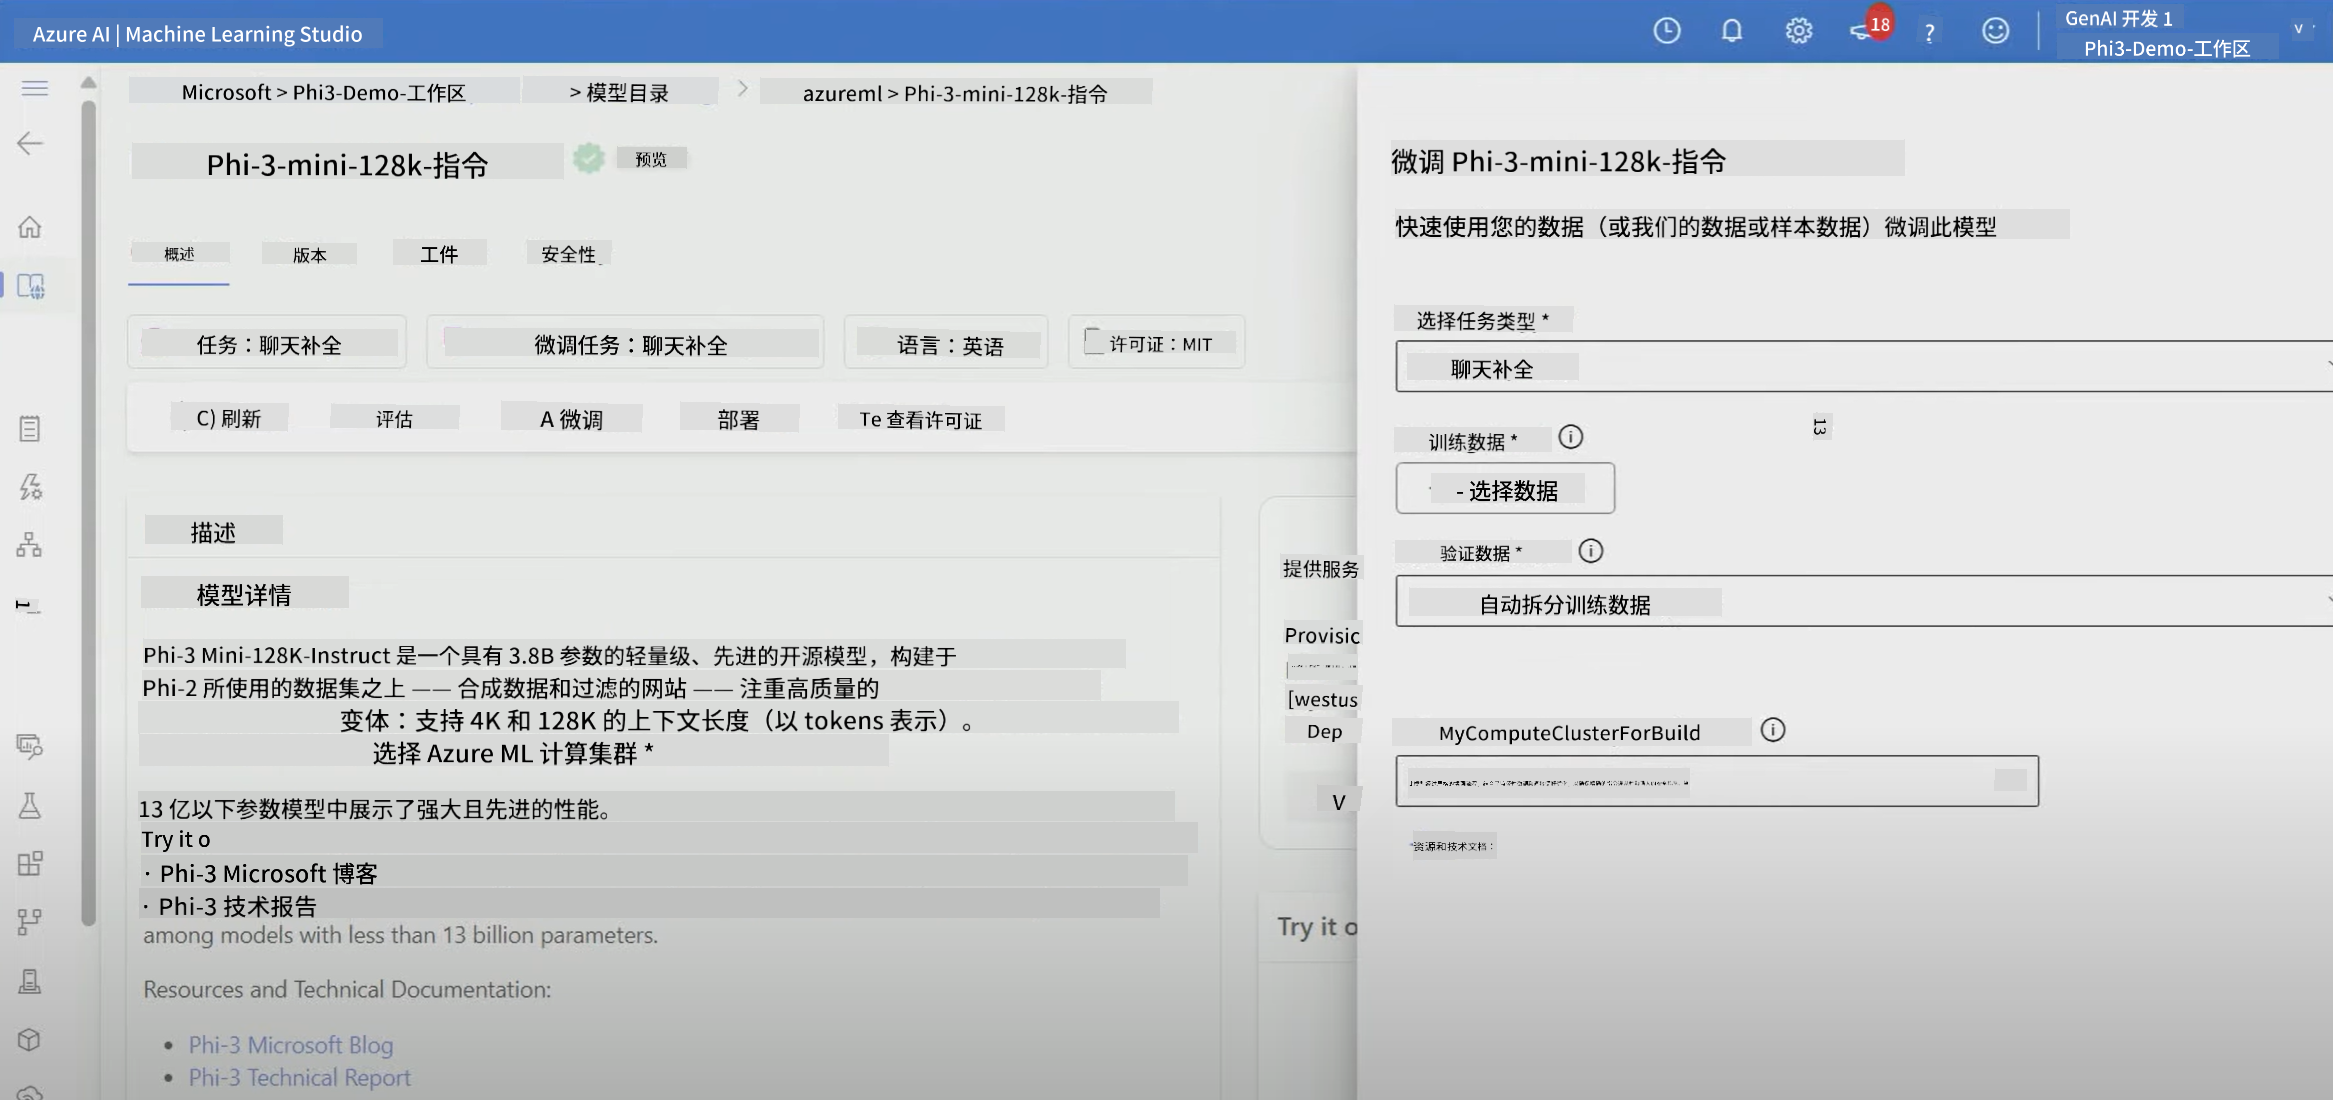 Azure AI | Machine Learning Studio
18
?
GenAI 开发 1
Phi3-Demo-工作区
Microsoft > Phi3-Demo-工作区 > 模型目录 > azureml > Phi-3-mini-128k-指令
Phi-3-mini-128k-指令
预览
概述
版本
工件
安全性
任务：聊天补全
微调任务：聊天补全
语言：英语
许可证：MIT
C) 刷新
评估
A 微调
部署
Te 查看许可证
描述
模型详情
Phi-3 Mini-128K-Instruct 是一个具有 3.8B 参数的轻量级、先进的开源模型，构建于
Phi-2 所使用的数据集之上 —— 合成数据和过滤的网站 —— 注重高质量的
变体：支持 4K 和 128K 的上下文长度（以 tokens 表示）。
选择 Azure ML 计算集群 *
13 亿以下参数模型中展示了强大且先进的性能。
Try it o
· Phi-3 Microsoft 博客
· Phi-3 技术报告
among models with less than 13 billion parameters.
Resources and Technical Documentation:
• Phi-3 Microsoft Blog
• Phi-3 Technical Report
提供服务
Provisic
[westus
Dep
V
Try it o
微调 Phi-3-mini-128k-指令
快速使用您的数据（或我们的数据或样本数据）微调此模型
选择任务类型 *
聊天补全
13
训练数据 *
- 选择数据
验证数据 *
自动拆分训练数据
MyComputeClusterForBuild
资源和技术文档：